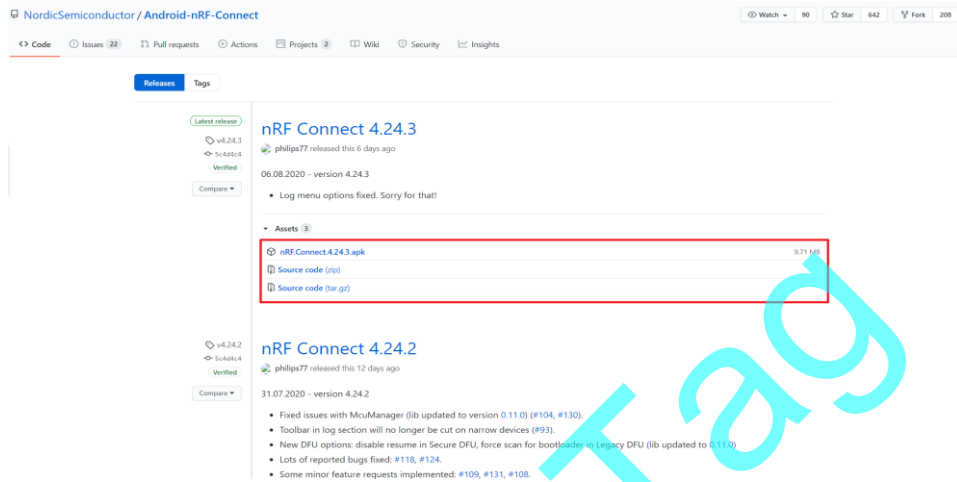 NordicSemiconductor / Android-nRF-Connect
Watch 90 Star 642 Fork 208
Code Issues 22 Pull requests Actions Projects 2 Wiki Security Insights
Releases Tags
Latest release
v4.24.3
5c4d4c4
Verified
Compare
nRF Connect 4.24.3
philips77 released this 6 days ago
06.08.2020 - version 4.24.3
• Log menu options fixed. Sorry for that!
Assets 3
nRF.Connect.4.24.3.apk 9.71 MB
Source code (zip)
Source code (tar.gz)
v4.24.2
5c4d4c4
Verified
Compare
nRF Connect 4.24.2
philips77 released this 12 days ago
31.07.2020 - version 4.24.2
• Fixed issues with McuManager (lib updated to version 0.11.0) (#104, #130).
• Toolbar in log section will no longer be cut on narrow devices (#93).
• New DFU options: disable resume in Secure DFU, force scan for bootloader in Legacy DFU (lib updated to 0.11.0)
• Lots of reported bugs fixed: #118, #124.
• Some minor feature requests implemented: #109, #131, #108.
Tag